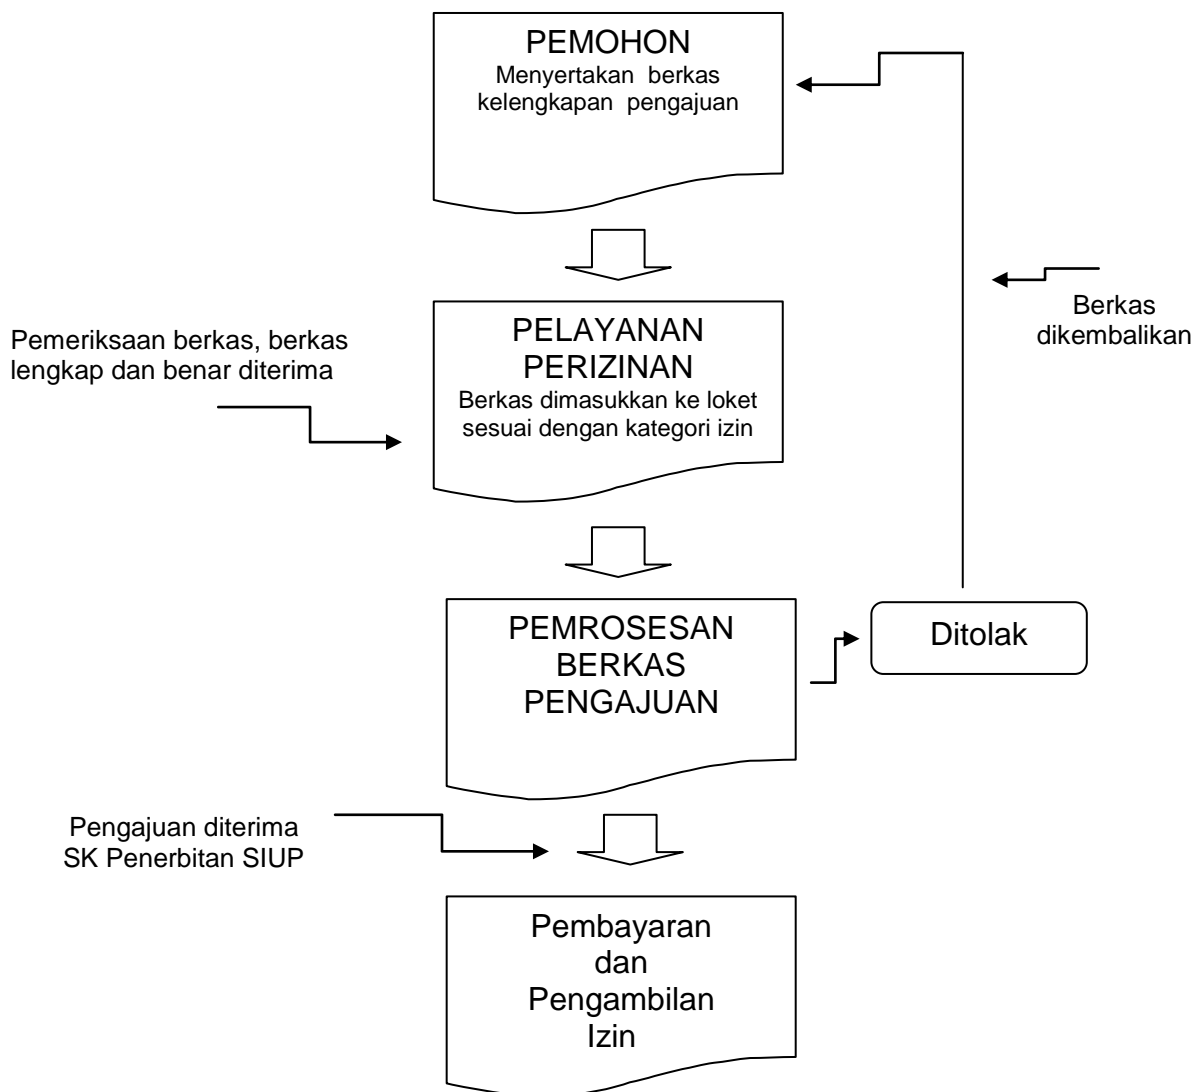 PEMOHON
Menyertakan berkas
kelengkapan pengajuan
Berkas
dikembalikan
Pemeriksaan berkas, berkas
lengkap dan benar diterima
PELAYANAN
PERIZINAN
Berkas dimasukkan ke loket
sesuai dengan kategori izin
PEMROSESAN
BERKAS
PENGAJUAN
Ditolak
Pengajuan diterima
SK Penerbitan SIUP
Pembayaran
dan
Pengambilan
Izin